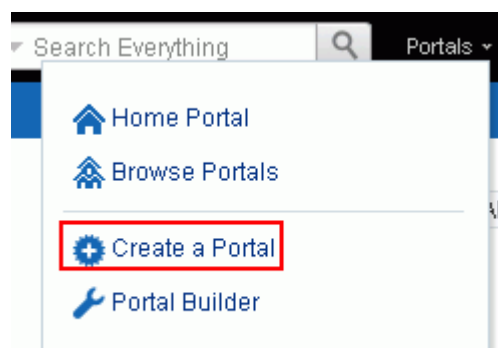 Search Everything Portals
Home Portal
Browse Portals
Create a Portal
Portal Builder